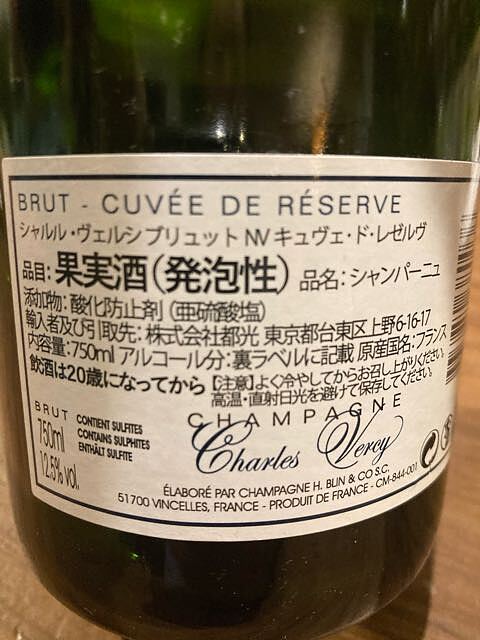 BRUT - CUVÉE DE RÉSERVE
シャルル・ヴェルシ ブリュット NV キュヴェ・ド・レゼルヴ
品目：果実酒（発泡性） 品名：シャンパーニュ
添加物：酸化防止剤（亜硫酸塩）
輸入者及び引取先：株式会社都光 東京都台東区上野6-16-17
内容量：750ml アルコール分：裏ラベルに記載 原産国名：フランス
飲酒は20歳になってから 【注意】よく冷やしてからお召し上がりください。
高温・直射日光を避けて保存してください。
CHAMPAGNE
Charles Vercy
BRUT
750ml
12.5% vol.
CONTIENT SULFITES
CONTAINS SULPHITES
ENTHÄLT SULFITE
ÉLABORÉ PAR CHAMPAGNE H. BLIN & CO S.C.
51700 VINCELLES, FRANCE - PRODUIT DE FRANCE - CM-844-001